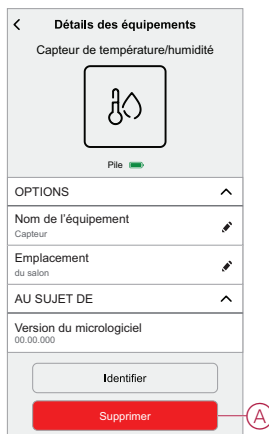 Détails des équipements
Capteur de température/humidité
Pile
OPTIONS
Nom de l'équipement
Capteur
Emplacement
du salon
AU SUJET DE
Version du micrologiciel
00.00.000
Identifier
Supprimer
A